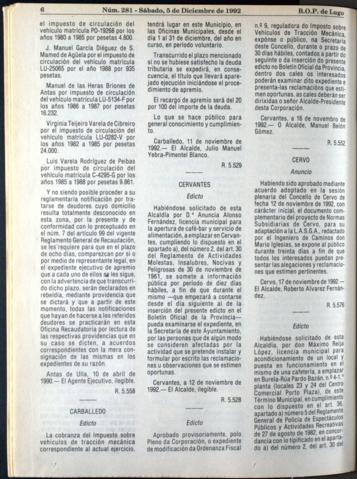 6
Núm. 281 - Sábado, 5 de Diciembre de 1992
B.O.P. de Lugo
el impuesto de circulación del
vehículo matrícula PO-19268 por los
años 1980 a 1985 por pesetas 4.800.
J. Manuel García Diéguez de S.
Mamed de Agüela por el impuesto de
circulación del vehículo matrícula
LU-25065 por el año 1988 por 935
pesetas.
Manuel de las Heras Briones de
Antas por impuesto de circulación
del vehículo matrícula LU-5134-F por
los años 1986 a 1987 por pesetas
16.232.
Virginia Teijeiro Varela de Cibreiro
por el impuesto de circulación del
vehículo matrícula LU-0282-V por
los años 1982 a 1985 por pesetas
24.000.
Luis Varela Rodríguez de Peibas
por impuesto de circulación del
vehículo matrícula C-4295-G por los
años 1985 a 1988 por pesetas 9.861.
Y no siendo posible proceder a su
reglamentaria notificación por tra-
tarse de deudores cuyo domicilio
resulta totalmente desconocido en
esta zona, por la presente y de
conformidad con lo preceptuado en
el núm. 7 del artículo 99 del vigente
Reglamento General de Recaudación,
se les requiere para que en el plazo
de ocho días, comparezcan por sí o
por medio de representante legal, en
el expediente ejecutivo de apremio
que a cada uno de ellos se les sigue,
con la advertencia de que transcurri-
do dicho plazo, serán declarados en
rebeldía, mediante providencia que
se dictará y que a partir de este
momento, todas las notificaciones
que hayan de hacerse a los referidos
deudores se practicarán en esta
Oficina Recaudatoria por lectura de
las respectivas providencias que en
su caso se dicten, a acuerdos
correspondientes con la mera con-
signación de las mismas en los
expedientes de su razón.
Antas de Ulla, 10 de abril de
1990.— El Agente Ejecutivo, ilegible.
R. 5.558
CARBALLEDO
Edicto
La cobranza del Impuesto sobre
vehículos de tracción mecánica
correspondiente al actual ejercicio,
tendrá lugar en este Municipio, en
las Oficinas Municipales, desde el
día 1 al 31 de diciembre, del año en
curso, en período voluntario.
Transcurrido el plazo mencionado
si no se hubiese satisfecho la deuda
tributaria se expedirá, en conse-
cuencia, el título que llevará apare-
jado ejecución iniciándose el proce-
dimiento de apremio.
El recargo de apremio será del 20
por 100 del importe de la deuda.
Lo que se hace público para
general conocimiento y cumplimien-
to.
Carballedo, 11 de noviembre de
1992.— El Alcalde, Julio Manuel
Yebra-Pimentel Blanco.
R. 5.529
CERVANTES
Edicto
Habiéndose solicitado de esta
Alcaldía por D.ª Anuncia Alonso
Fernández, licencia municipal para
la apertura de café-bar y servicio de
alimentación, a emplazar en Cervan-
tes, cumpliendo lo dispuesto en el
apartado a), del número 2, del art. 30
del Reglamento de Actividades
Molestas, Insalubres, Nocivas y
Peligrosas de 30 de noviembre de
1961, se somete a información
pública por período de diez días
hábiles, a fin de que durante el
mismo —que empezará a contarse
desde el día siguiente al de la
inserción del presente edicto en el
Boletín Oficial de la Provincia—
pueda examinarse el expediente, en
la Secretaría de este Ayuntamiento,
por las personas que de algún modo
se consideren afectadas por la
actividad que se pretende instalar y
formular por escrito las reclamacio-
nes u observaciones que se estimen
oportunas.
Cervantes, a 12 de noviembre de
1992.— El Alcalde, ilegible.
R. 5.528
Edicto
Aprobado provisoriamente, polo
Pleno da Corporación, o expediente
de modificación da Ordenanza Fiscal
n.º 9, reguladora do Imposto sobre
Vehículos de Tracción Mecánica,
expónse o público, na Secretaría
deste Concello, durante o prazo de
30 días hábiles, contados a partir do
seguinte o da inserción do presente
edicto no Boletín Oficial da Provincia,
dentro dos cales os interesados
poderán examinar dito expediente e
presenta-las reclamacións que esti-
men oportunas, as cales deberán ser
dirixidas o señor Alcalde-Presidente
desta Corporación.
Cervantes, a 16 de novembro de
1992.— O Alcalde, Manuel Belón
Gómez.
R. 5.552
CERVO
Anuncio
Habiendo sido aprobado mediante
acuerdo adoptado en la sesión
plenaria del Concello de Cervo de
fecha 12 de noviembre de 1992, con
carácter inicial, el documento com-
plementario del proyecto de Normas
Subsidiarias de Cervo, para su
adaptación a la L.A.S.G.A., redactado
por el Ingeniero de Caminos don
Mario Iglesias, se expone al público
durante treinta días a fin de que
todos los interesados puedan pre-
sentar las alegaciones y reclamacio-
nes que estimen pertinentes.
Cervo, 17 de noviembre de 1992.—
El Alcalde, Roberto Alvarez Fernán-
dez.
R. 5.576
Edicto
Habiéndose solicitado de esta
Alcaldía, por don Máximo Reija
López, licencia municipal para
acondicionamiento de un local y
puesta en funcionamiento en el
mismo de una cafetería, a emplazar
en Burela-Rúa Pardo Bazán, n.º 4-1.ª
planta (locales 23 y 24 del Centro
Comercial Porto Plaza), de este
Término Municipal, en cumplimiento
con lo dispuesto en el art. 36,
apartado a) número 5 del Reglamento
General de Policía de Espectáculos
Públicos y Actividades Recreativas
de 27 de agosto de 1982, en concor-
dancia con lo tipificado en el aparta-
do a) del número 2, del art. 30 del